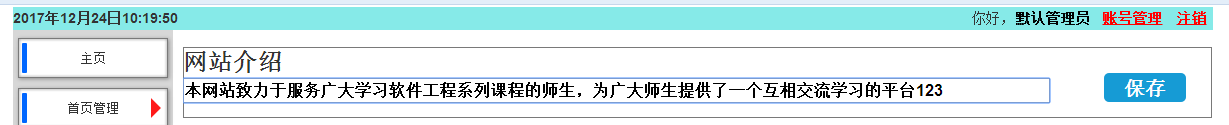 2017年12月24日10:19:50 你好，默认管理员 账号管理 注销
主页
网站介绍
本网站致力于服务广大学习软件工程系列课程的师生，为广大师生提供了一个互相交流学习的平台123
保存
首页管理